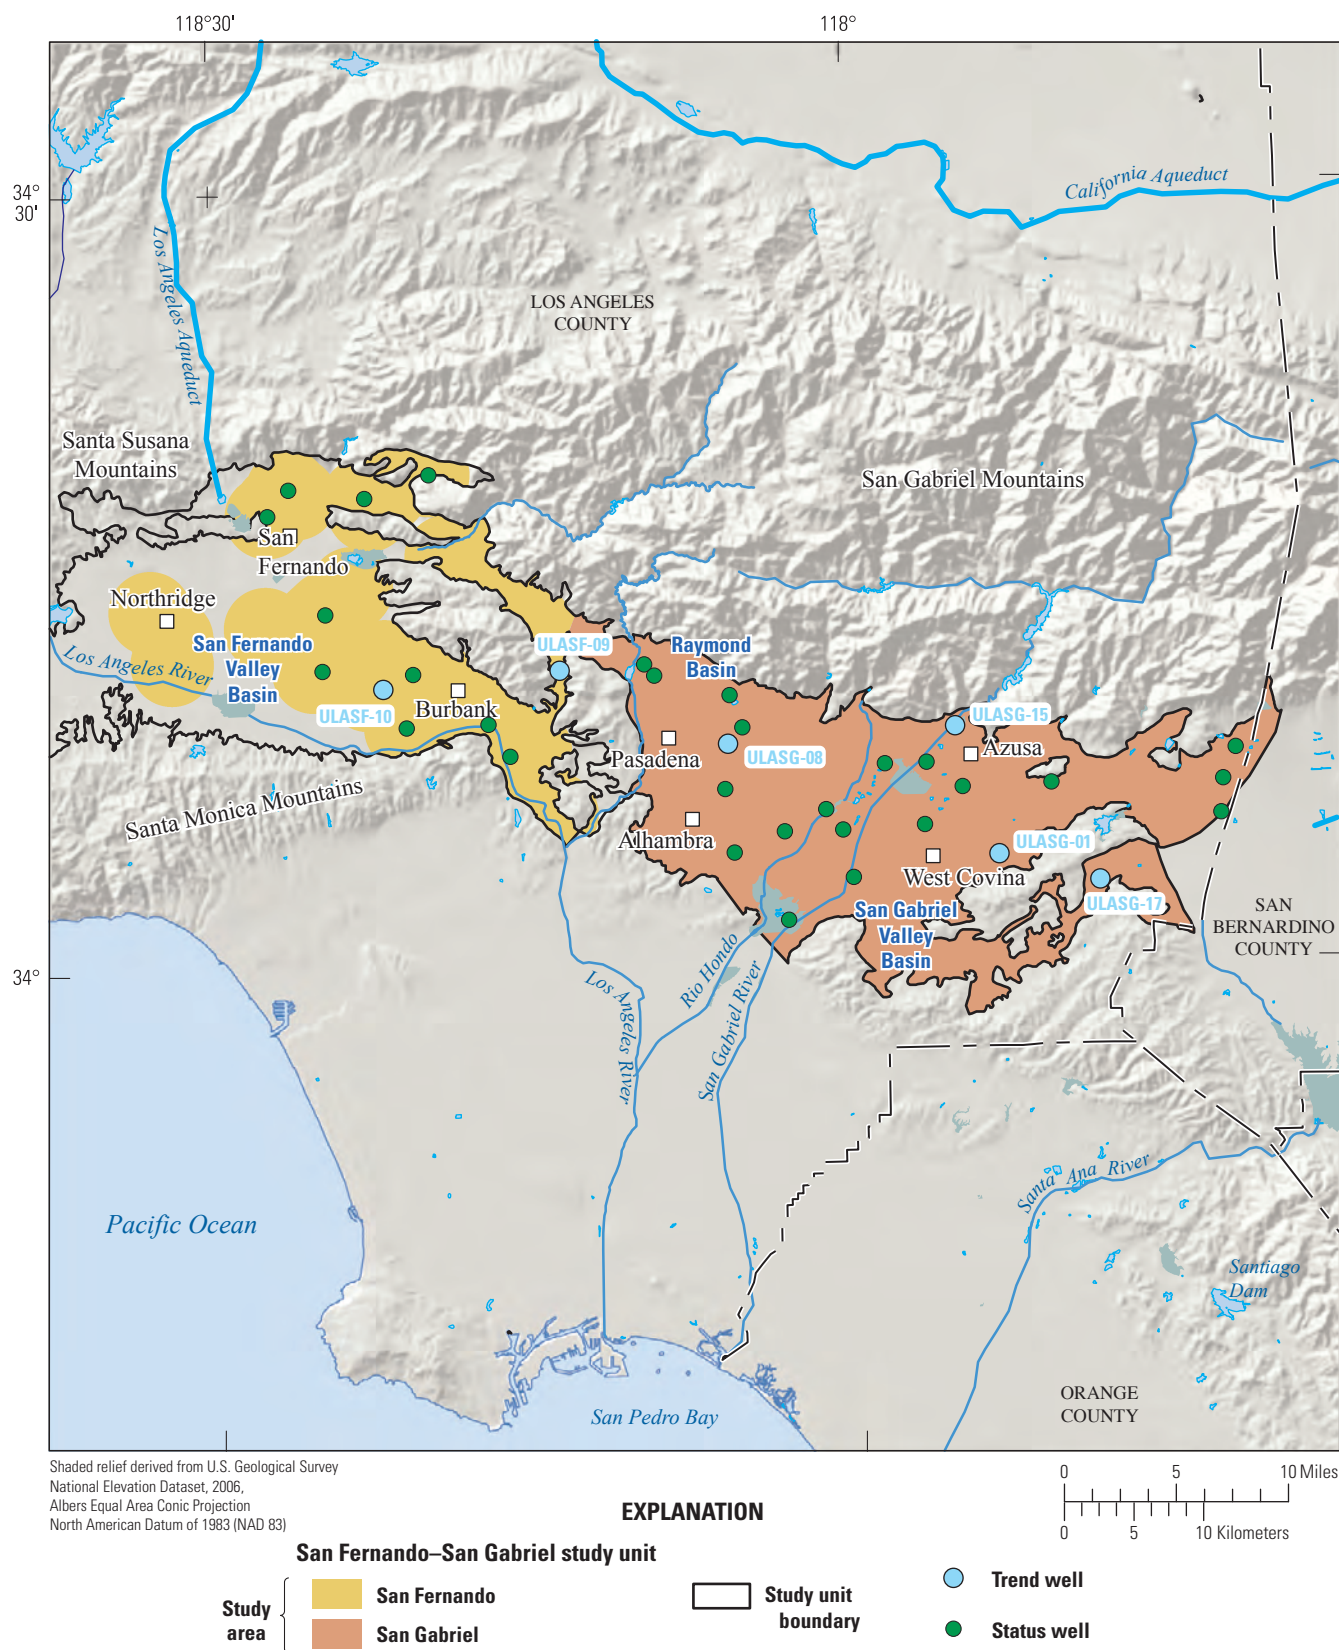 118°30'
118°
34°
30'
California Aqueduct
Los Angeles Aqueduct
LOS ANGELES
COUNTY
Santa Susana
Mountains
San Gabriel Mountains
San
Fernando
Northridge
San Fernando
Valley
Basin
Los Angeles River
ULASF-09
Raymond
Basin
ULASF-10
Burbank
ULASG-15
Azusa
Pasadena
ULASG-08
Santa Monica Mountains
Alhambra
ULASG-01
West Covina
ULASG-17
San Gabriel
Valley
Basin
SAN
BERNARDINO
COUNTY
34°
Rio Hondo
Los Angeles
River
San Gabriel River
Santa Ana River
Pacific Ocean
Santiago
Dam
ORANGE
COUNTY
San Pedro Bay
Shaded relief derived from U.S. Geological Survey
National Elevation Dataset, 2006,
Albers Equal Area Conic Projection
North American Datum of 1983 (NAD 83)
0 5 10 Miles
0 5 10 Kilometers
EXPLANATION
San Fernando–San Gabriel study unit
Study
area
San Fernando
San Gabriel
Study unit
boundary
Trend well
Status well